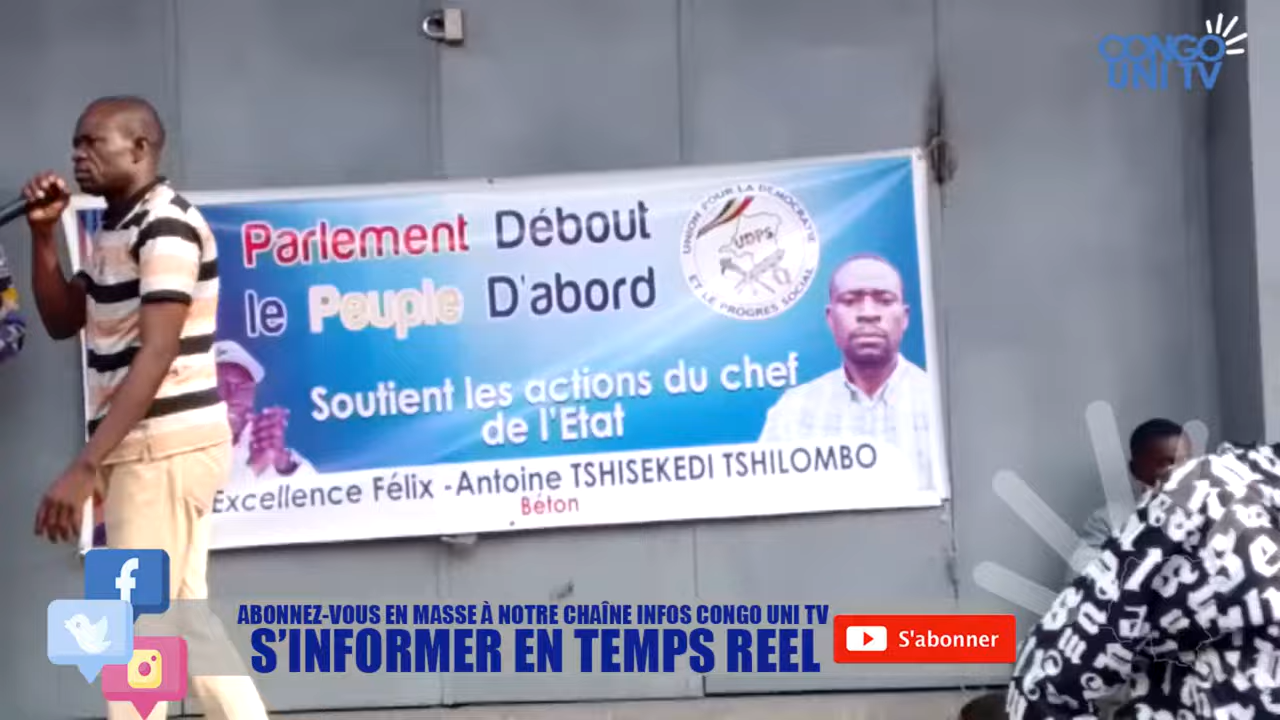 CONGO
UNI TV
Parlement Débout
le Peuple D'abord
UNION POUR LA DEMOCRATIE
UDPS
ET LE PROGRES SOCIAL
Soutient les actions du chef
de l'Etat
Excellence Félix -Antoine TSHISEKEDI TSHILOMBO
Béton
ABONNEZ-VOUS EN MASSE À NOTRE CHAÎNE INFOS CONGO UNI TV
S'INFORMER EN TEMPS REEL
S'abonner